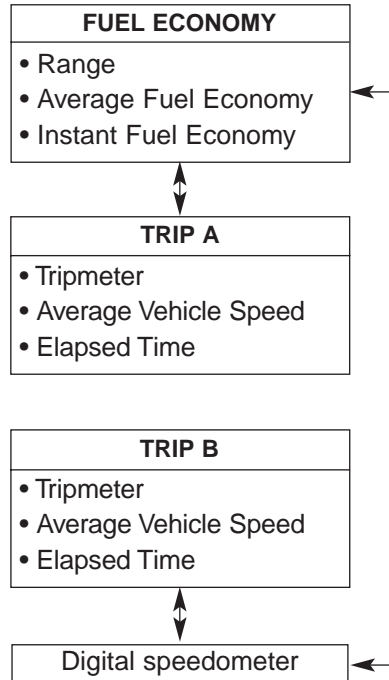 FUEL ECONOMY
• Range
• Average Fuel Economy
• Instant Fuel Economy
TRIP A
• Tripmeter
• Average Vehicle Speed
• Elapsed Time
TRIP B
• Tripmeter
• Average Vehicle Speed
• Elapsed Time
Digital speedometer